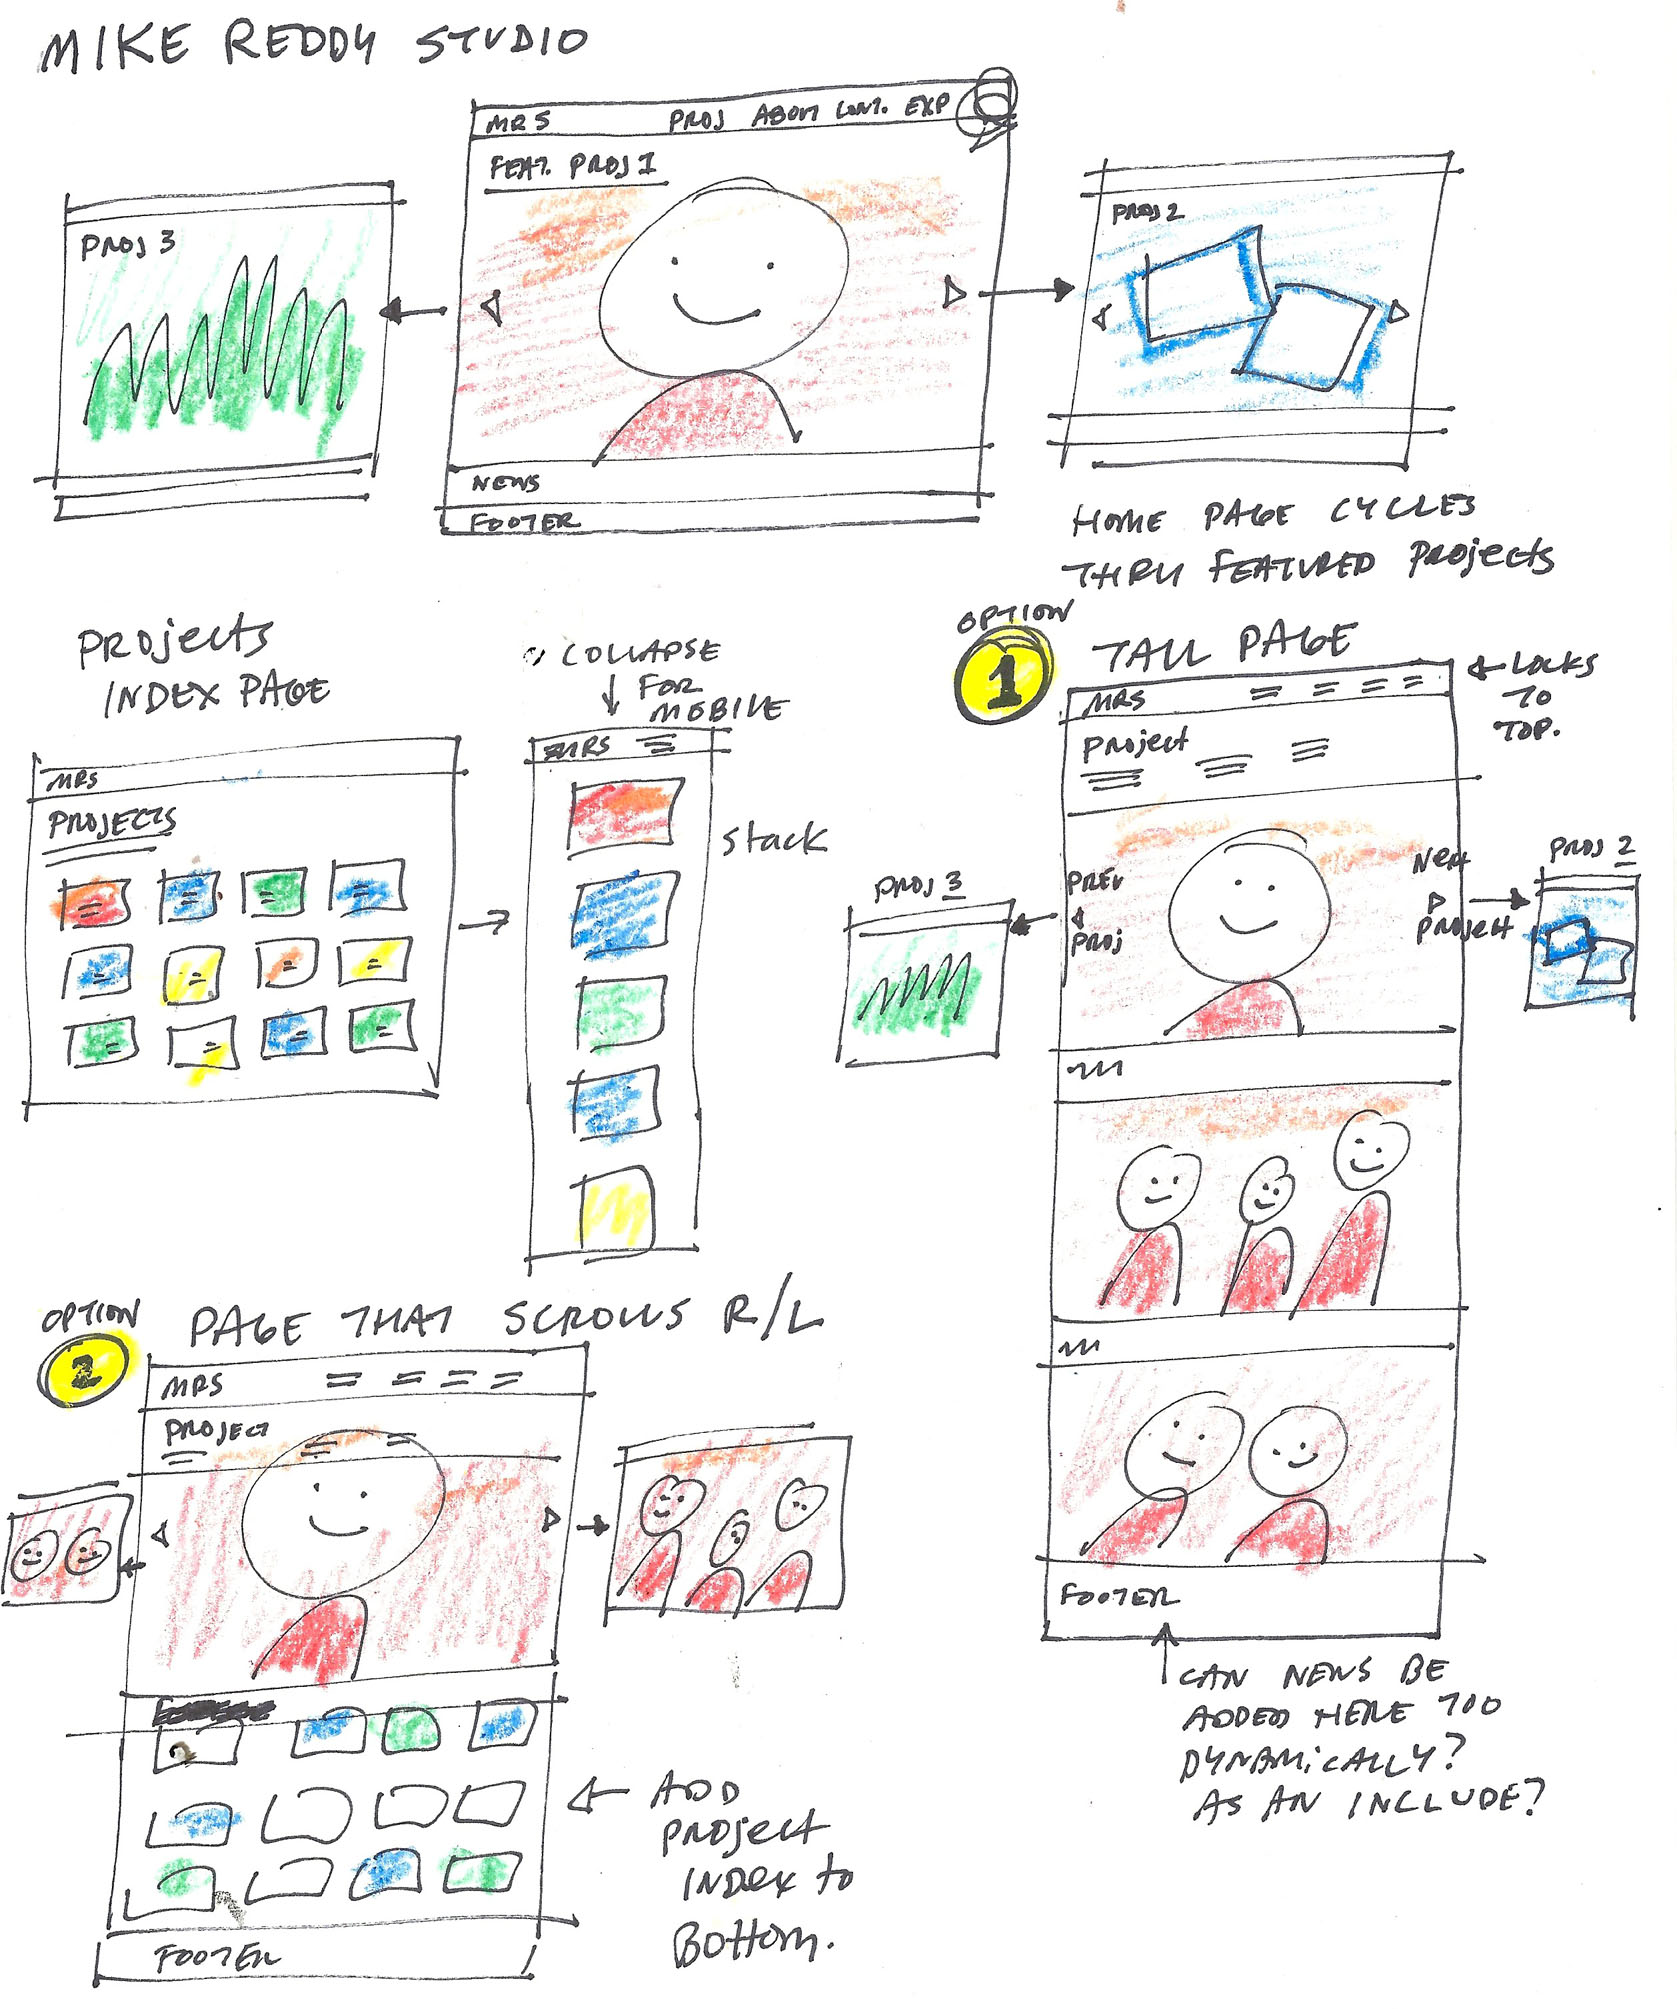 MIKE REDDY STUDIO
MRS PROJ ABOUT CONT. EXP
FEAT. PROJ 1
PROJ 3
PROJ 2
NEWS
FOOTER
HOME PAGE CYCLES
THRU FEATURED PROJECTS
PROJECTS
INDEX PAGE
MRS
PROJECTS
COLLAPSE
FOR
MOBILE
MRS
stack
OPTION
1
TALL PAGE
LOCKS
TO
TOP.
MRS
PROJECT
PREV
PROJ
NEXT
PROJECT
PROJ 3
PROJ 2
FOOTER
CAN NEWS BE
ADDED HERE TOO
DYNAMICALLY?
AS AN INCLUDE?
OPTION
2
PAGE THAT SCROLLS R/L
MRS
PROJECT
ADD
PROJECT
INDEX to
BOTTOM.
FOOTER